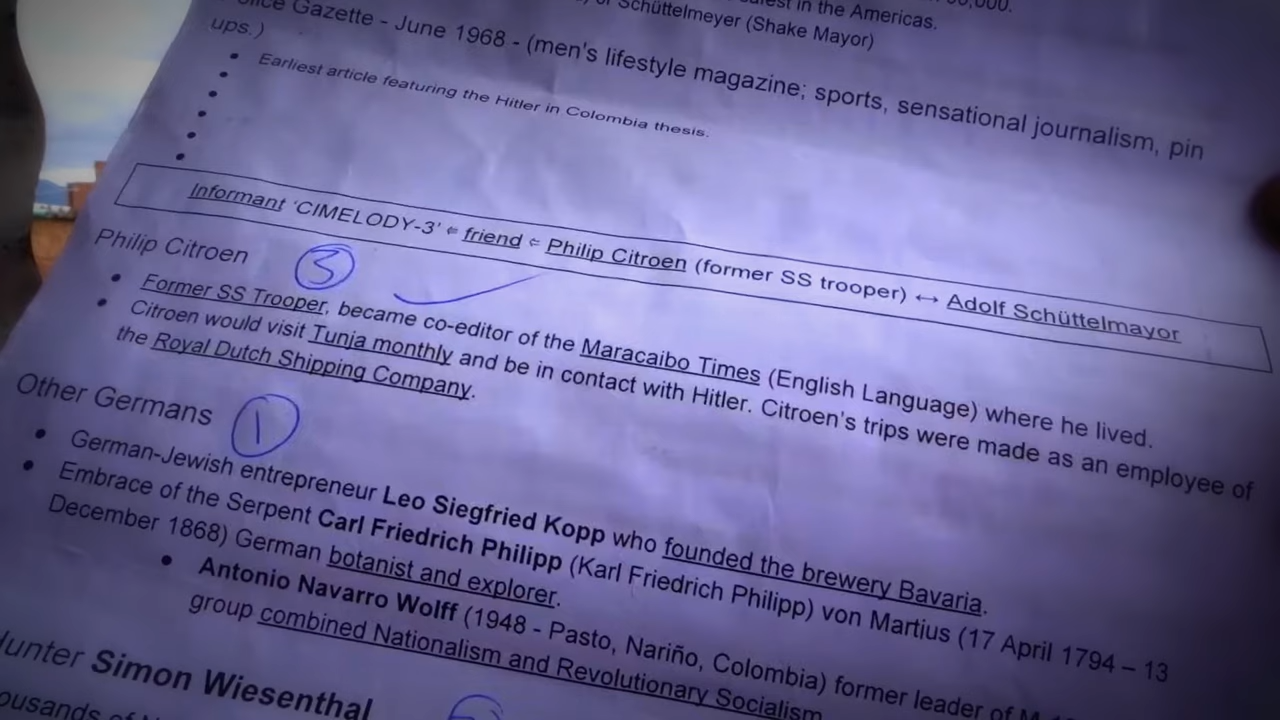 in the Americas.
Schüttelmeyer (Shake Mayor)
Gazette - June 1968 - (men's lifestyle magazine; sports, sensational journalism, pin
ups.)
• Earliest article featuring the Hitler in Colombia thesis.
•
•
•
•
Informant 'CIMELODY-3' ⇐ friend ⇐ Philip Citroen (former SS trooper) ↔ Adolf Schüttelmayor
Philip Citroen 3
• Former SS Trooper, became co-editor of the Maracaibo Times (English Language) where he lived.
• Citroen would visit Tunja monthly and be in contact with Hitler. Citroen's trips were made as an employee of
the Royal Dutch Shipping Company.
Other Germans 1
• German-Jewish entrepreneur Leo Siegfried Kopp who founded the brewery Bavaria.
• Embrace of the Serpent Carl Friedrich Philipp (Karl Friedrich Philipp) von Martius (17 April 1794 – 13
December 1868) German botanist and explorer.
• Antonio Navarro Wolff (1948 - Pasto, Nariño, Colombia) former leader of
group combined Nationalism and Revolutionary Socialism
Simon Wiesenthal